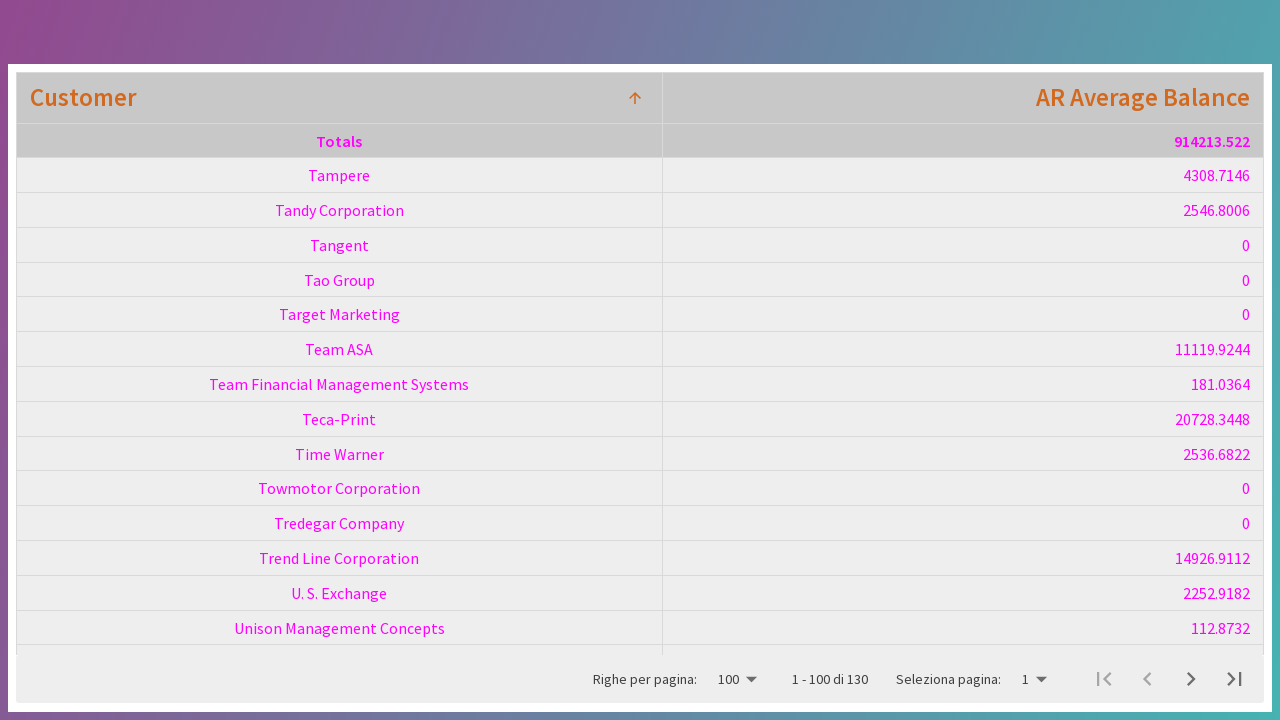 Customer AR Average Balance
Totals 914213.522
Tampere 4308.7146
Tandy Corporation 2546.8006
Tangent 0
Tao Group 0
Target Marketing 0
Team ASA 11119.9244
Team Financial Management Systems 181.0364
Teca-Print 20728.3448
Time Warner 2536.6822
Towmotor Corporation 0
Tredegar Company 0
Trend Line Corporation 14926.9112
U. S. Exchange 2252.9182
Unison Management Concepts 112.8732
Righe per pagina: 100 1 - 100 di 130 Seleziona pagina: 1